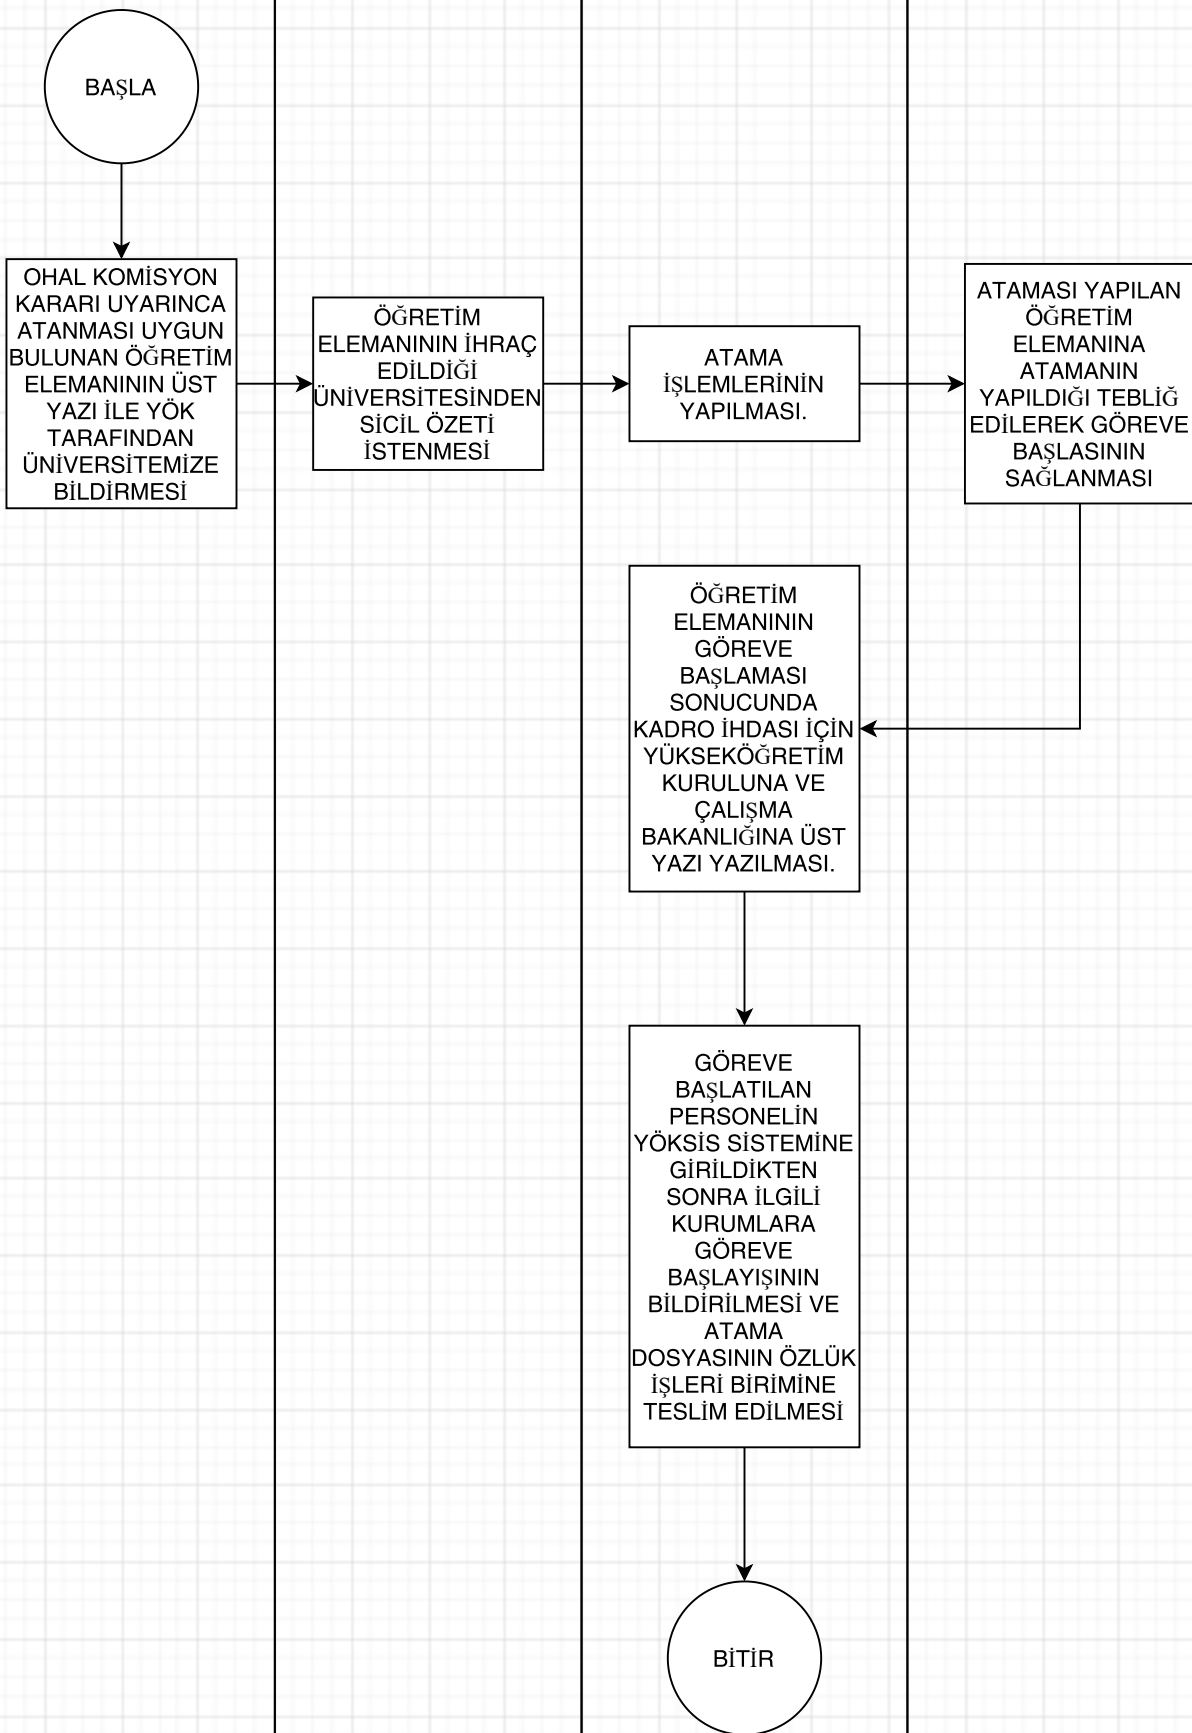 BAŞLA
OHAL KOMİSYON
KARARI UYARINCA
ATANMASI UYGUN
BULUNAN ÖĞRETİM
ELEMANININ ÜST
YAZI İLE YÖK
TARAFINDAN
ÜNİVERSİTEMİZE
BİLDİRMESİ
ÖĞRETİM
ELEMANININ İHRAÇ
EDİLDİĞİ
ÜNİVERSİTESİNDEN
SİCİL ÖZETİ
İSTENMESİ
ATAMA
İŞLEMLERİNİN
YAPILMASI.
ATAMASI YAPILAN
ÖĞRETİM
ELEMANINA
ATAMANIN
YAPILDIĞI TEBLİĞ
EDİLEREK GÖREVE
BAŞLASININ
SAĞLANMASI
ÖĞRETİM
ELEMANININ
GÖREVE
BAŞLAMASI
SONUCUNDA
KADRO İHDASI İÇİN
YÜKSEKÖĞRETİM
KURULUNA VE
ÇALIŞMA
BAKANLIĞINA ÜST
YAZI YAZILMASI.
GÖREVE
BAŞLATILAN
PERSONELİN
YÖKSİS SİSTEMİNE
GİRİLDİKTEN
SONRA İLGİLİ
KURUMLARA
GÖREVE
BAŞLAYIŞININ
BİLDİRİLMESİ VE
ATAMA
DOSYASININ ÖZLÜK
İŞLERİ BİRİMİNE
TESLİM EDİLMESİ
BİTİR